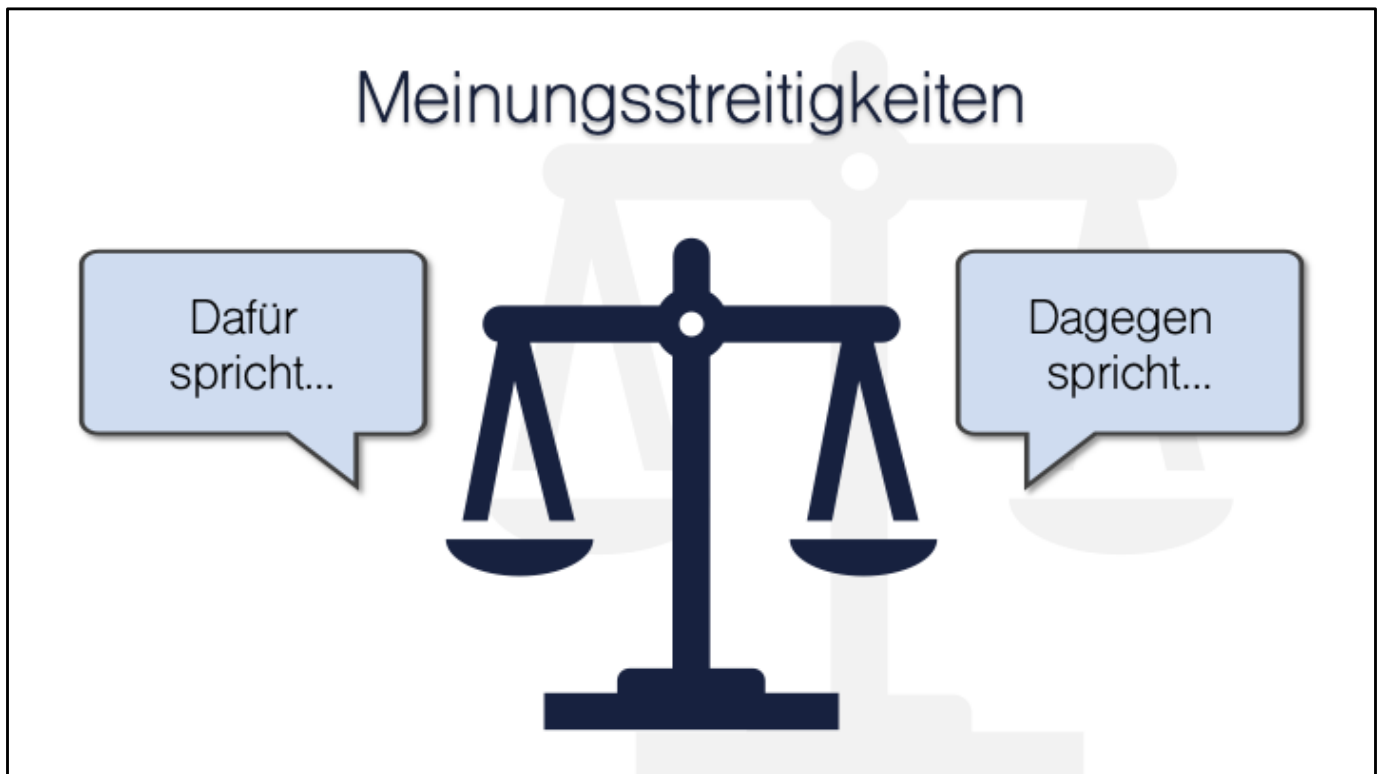 Meinungsstreitigkeiten
Dafür
spricht...
Dagegen
spricht...